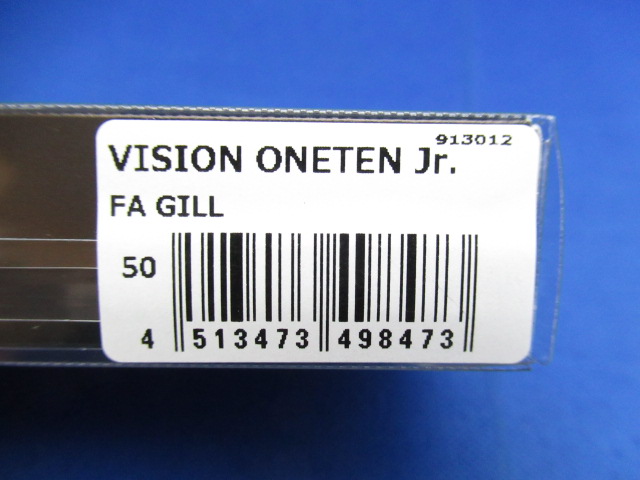 913012
VISION ONETEN Jr.
FA GILL
50
4 513473 498473